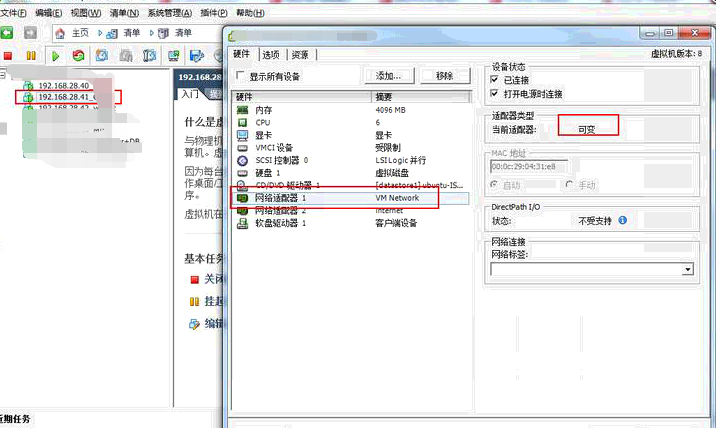 文件(F) 编辑(E) 视图(W) 清单(N) 系统管理(A) 插件(P) 帮助(H)
主页 清单 清单
192.168.28.40
192.168.28.41_
192.168.28.42_
DB
192.168.28
入门
什么是虚
与物理机
算机。虚
因为每台
作桌面/工
序。
虚拟机在
基本任务
关闭
挂起
编辑
近期任务
硬件 选项 资源
虚拟机版本: 8
显示所有设备 添加... 移除
硬件 摘要
内存 4096 MB
CPU 6
显卡 显卡
VMCI 设备 受限制
SCSI 控制器 0 LSI Logic 并行
硬盘 1 虚拟磁盘
CD/DVD 驱动器 1 [datastore1] ubuntu-IS...
网络适配器 1 VM Network
网络适配器 2 internet
软盘驱动器 1 客户端设备
设备状态
已连接
打开电源时连接
适配器类型
当前适配器: 可变
MAC 地址
00:0c:29:04:31:e8
自动 手动
DirectPath I/O
状态: 不受支持
网络连接
网络标签: